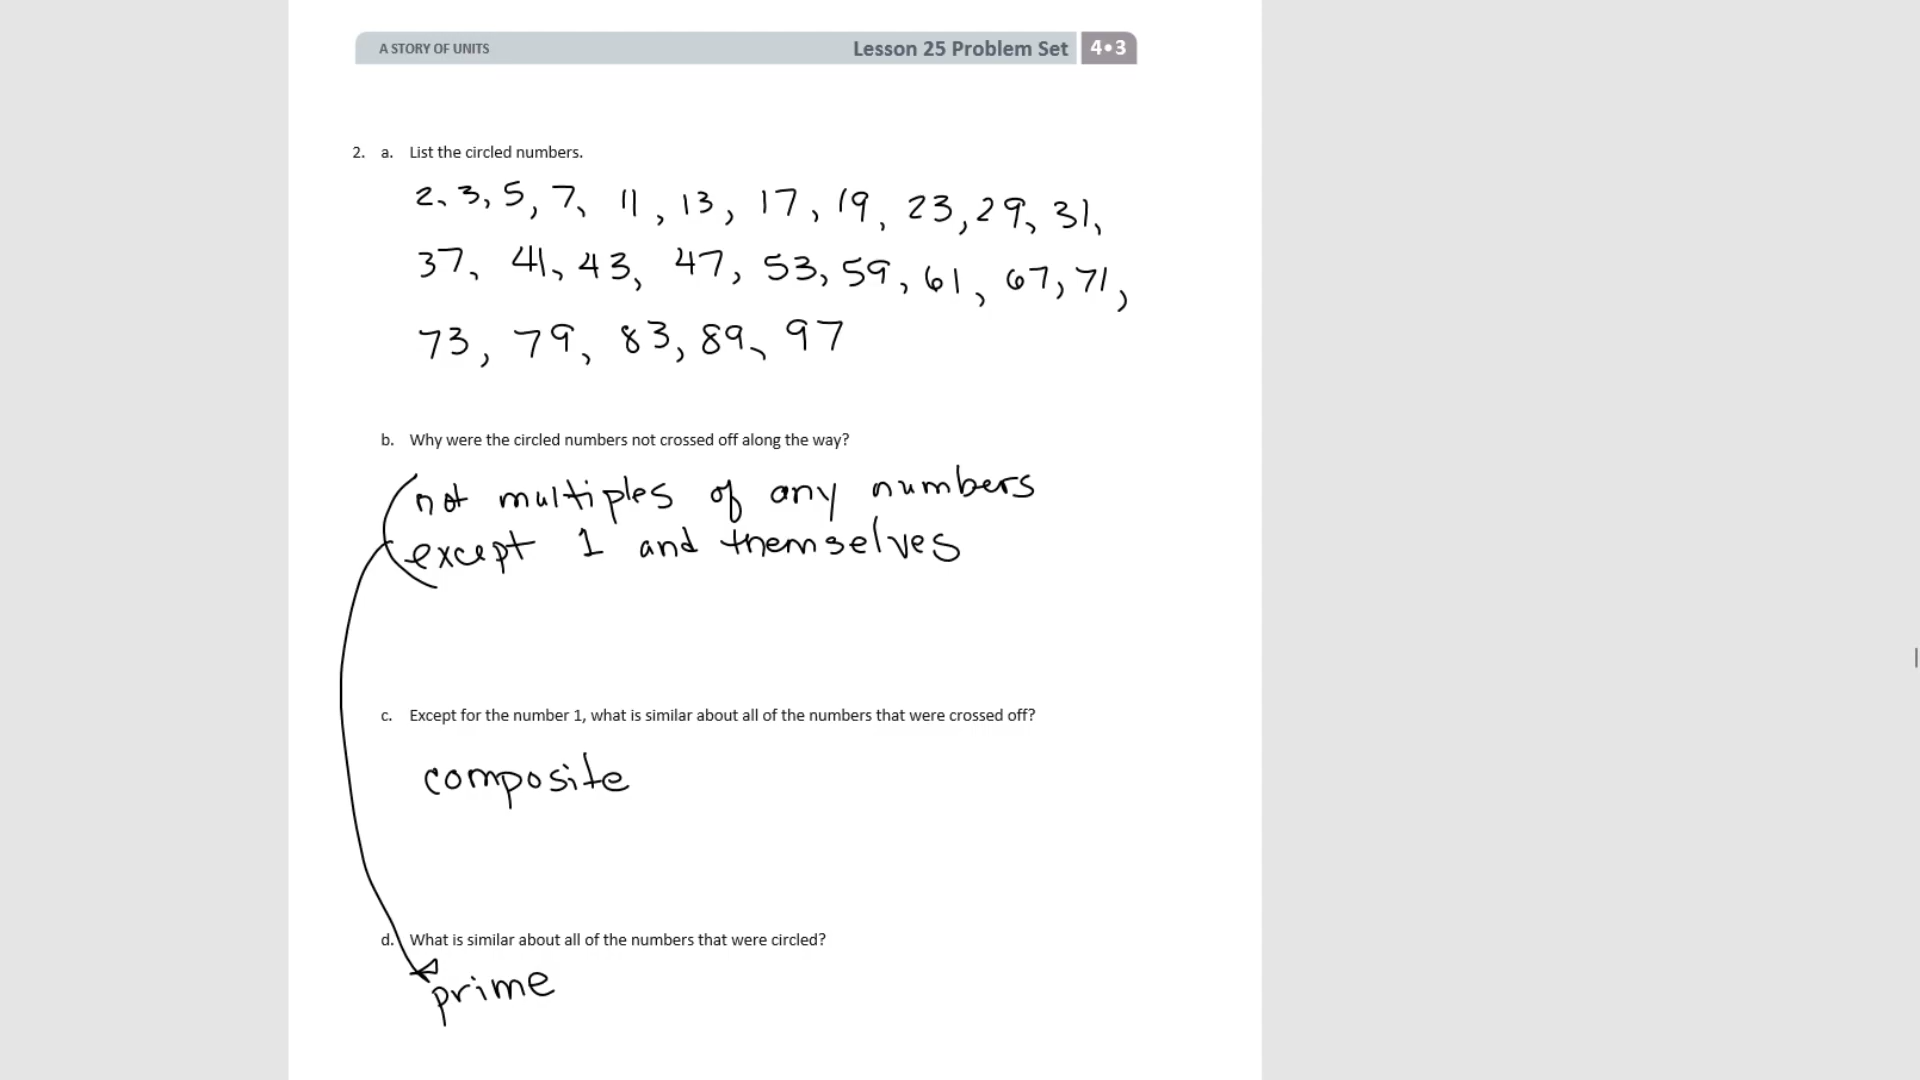 A STORY OF UNITS
Lesson 25 Problem Set 4•3
2. a. List the circled numbers.
2, 3, 5, 7, 11, 13, 17, 19, 23, 29, 31,
37, 41, 43, 47, 53, 59, 61, 67, 71,
73, 79, 83, 89, 97
b. Why were the circled numbers not crossed off along the way?
not multiples of any numbers
except 1 and themselves
c. Except for the number 1, what is similar about all of the numbers that were crossed off?
composite
d. What is similar about all of the numbers that were circled?
prime